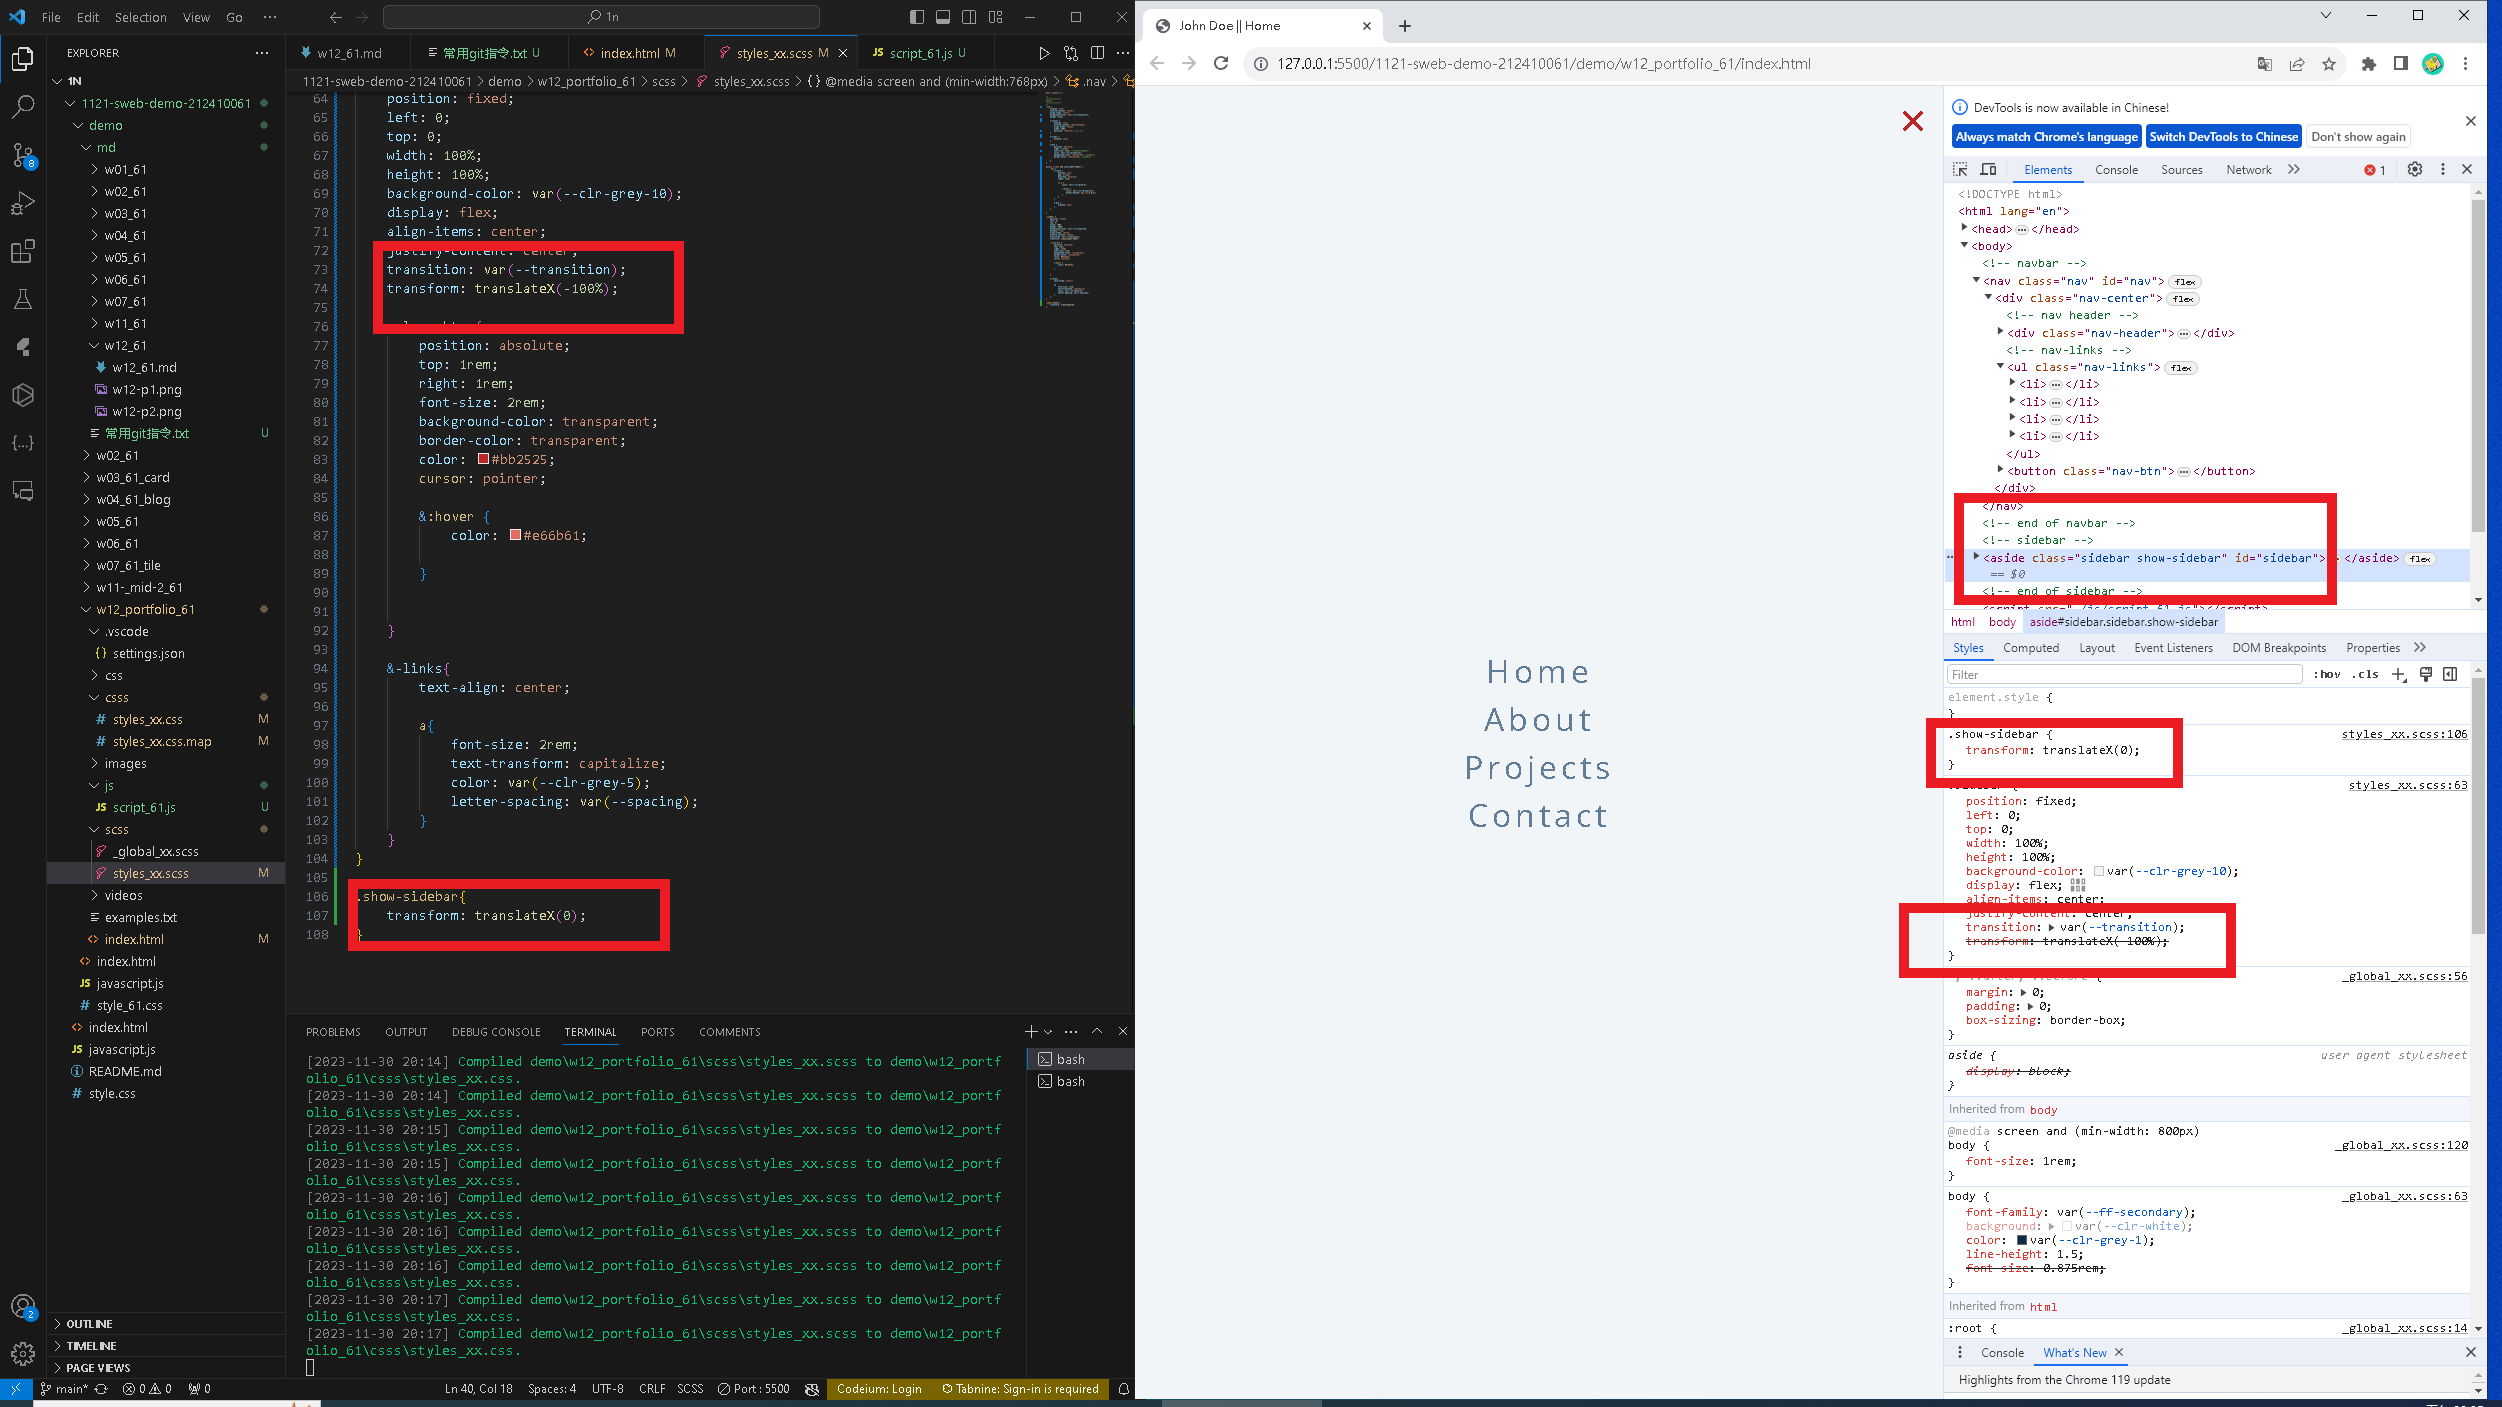 File Edit Selection View Go ···
1n
EXPLORER
1N
1121-sweb-demo-212410061
demo
md
w01_61
w02_61
w03_61
w04_61
w05_61
w06_61
w07_61
w11_61
w12_61
w12_61.md
w12-p1.png
w12-p2.png
常用git指令.txt U
w02_61
w03_61_card
w04_61_blog
w05_61
w06_61
w07_61_tile
w11-_mid-2_61
w12_portfolio_61
.vscode
settings.json
css
csss
styles_xx.css M
styles_xx.css.map M
images
js
script_61.js U
scss
_global_xx.scss
styles_xx.scss M
videos
examples.txt
index.html M
index.html
javascript.js
style_61.css
index.html
javascript.js
README.md
style.css
OUTLINE
TIMELINE
PAGE VIEWS
8
2
w12_61.md 常用git指令.txt U index.html M styles_xx.scss M script_61.js U
1121-sweb-demo-212410061 > demo > w12_portfolio_61 > scss > styles_xx.scss > {} @media screen and (min-width:768px) > .nav >
64 position: fixed;
65 left: 0;
66 top: 0;
67 width: 100%;
68 height: 100%;
69 background-color: var(--clr-grey-10);
70 display: flex;
71 align-items: center;
72 justify-content: center;
73 transition: var(--transition);
74 transform: translateX(-100%);
75
76
77 position: absolute;
78 top: 1rem;
79 right: 1rem;
80 font-size: 2rem;
81 background-color: transparent;
82 border-color: transparent;
83 color: #bb2525;
84 cursor: pointer;
85
86 &:hover {
87 color: #e66b61;
88
89 }
90
91
92 }
93
94 &-links{
95 text-align: center;
96
97 a{
98 font-size: 2rem;
99 text-transform: capitalize;
100 color: var(--clr-grey-5);
101 letter-spacing: var(--spacing);
102 }
103 }
104 }
105
106 .show-sidebar{
107 transform: translateX(0);
108 }
PROBLEMS OUTPUT DEBUG CONSOLE TERMINAL PORTS COMMENTS
[2023-11-30 20:14] Compiled demo\w12_portfolio_61\scss\styles_xx.scss to demo\w12_portf
olio_61\csss\styles_xx.css.
[2023-11-30 20:14] Compiled demo\w12_portfolio_61\scss\styles_xx.scss to demo\w12_portf
olio_61\csss\styles_xx.css.
[2023-11-30 20:15] Compiled demo\w12_portfolio_61\scss\styles_xx.scss to demo\w12_portf
olio_61\csss\styles_xx.css.
[2023-11-30 20:15] Compiled demo\w12_portfolio_61\scss\styles_xx.scss to demo\w12_portf
olio_61\csss\styles_xx.css.
[2023-11-30 20:16] Compiled demo\w12_portfolio_61\scss\styles_xx.scss to demo\w12_portf
olio_61\csss\styles_xx.css.
[2023-11-30 20:16] Compiled demo\w12_portfolio_61\scss\styles_xx.scss to demo\w12_portf
olio_61\csss\styles_xx.css.
[2023-11-30 20:16] Compiled demo\w12_portfolio_61\scss\styles_xx.scss to demo\w12_portf
olio_61\csss\styles_xx.css.
[2023-11-30 20:17] Compiled demo\w12_portfolio_61\scss\styles_xx.scss to demo\w12_portf
olio_61\csss\styles_xx.css.
[2023-11-30 20:17] Compiled demo\w12_portfolio_61\scss\styles_xx.scss to demo\w12_portf
olio_61\csss\styles_xx.css.
bash
bash
main* 0 0 0 Ln 40, Col 18 Spaces: 4 UTF-8 CRLF SCSS Port : 5500 Codeium: Login Tabnine: Sign-in is required
John Doe || Home
127.0.0.1:5500/1121-sweb-demo-212410061/demo/w12_portfolio_61/index.html
Home
About
Projects
Contact
DevTools is now available in Chinese!
Always match Chrome's language Switch DevTools to Chinese Don't show again
Elements Console Sources Network 1
<!DOCTYPE html>
<html lang="en">
<head>···</head>
<body>
<!-- navbar -->
<nav class="nav" id="nav"> flex
<div class="nav-center"> flex
<!-- nav header -->
<div class="nav-header">···</div>
<!-- nav-links -->
<ul class="nav-links"> flex
<li>···</li>
<li>···</li>
<li>···</li>
<li>···</li>
</ul>
<button class="nav-btn">···</button>
</div>
</nav>
<!-- end of navbar -->
<!-- sidebar -->
<aside class="sidebar show-sidebar" id="sidebar"> </aside> flex
== $0
<!-- end of sidebar -->
<script src="./js/script_61.js"></script>
html body aside#sidebar.sidebar.show-sidebar
Styles Computed Layout Event Listeners DOM Breakpoints Properties
Filter :hov .cls
element.style {
}
.show-sidebar { styles_xx.scss:106
transform: translateX(0);
}
styles_xx.scss:63
position: fixed;
left: 0;
top: 0;
width: 100%;
height: 100%;
background-color: var(--clr-grey-10);
display: flex;
align-items: center;
justify-content: center;
transition: var(--transition);
transform: translateX(-100%);
}
_global_xx.scss:56
margin: 0;
padding: 0;
box-sizing: border-box;
}
aside { user agent stylesheet
display: block;
}
Inherited from body
@media screen and (min-width: 800px)
body { _global_xx.scss:120
font-size: 1rem;
}
body { _global_xx.scss:63
font-family: var(--ff-secondary);
background: var(--clr-white);
color: var(--clr-grey-1);
line-height: 1.5;
font-size: 0.875rem;
}
Inherited from html
:root { _global_xx.scss:14
Console What's New
Highlights from the Chrome 119 update